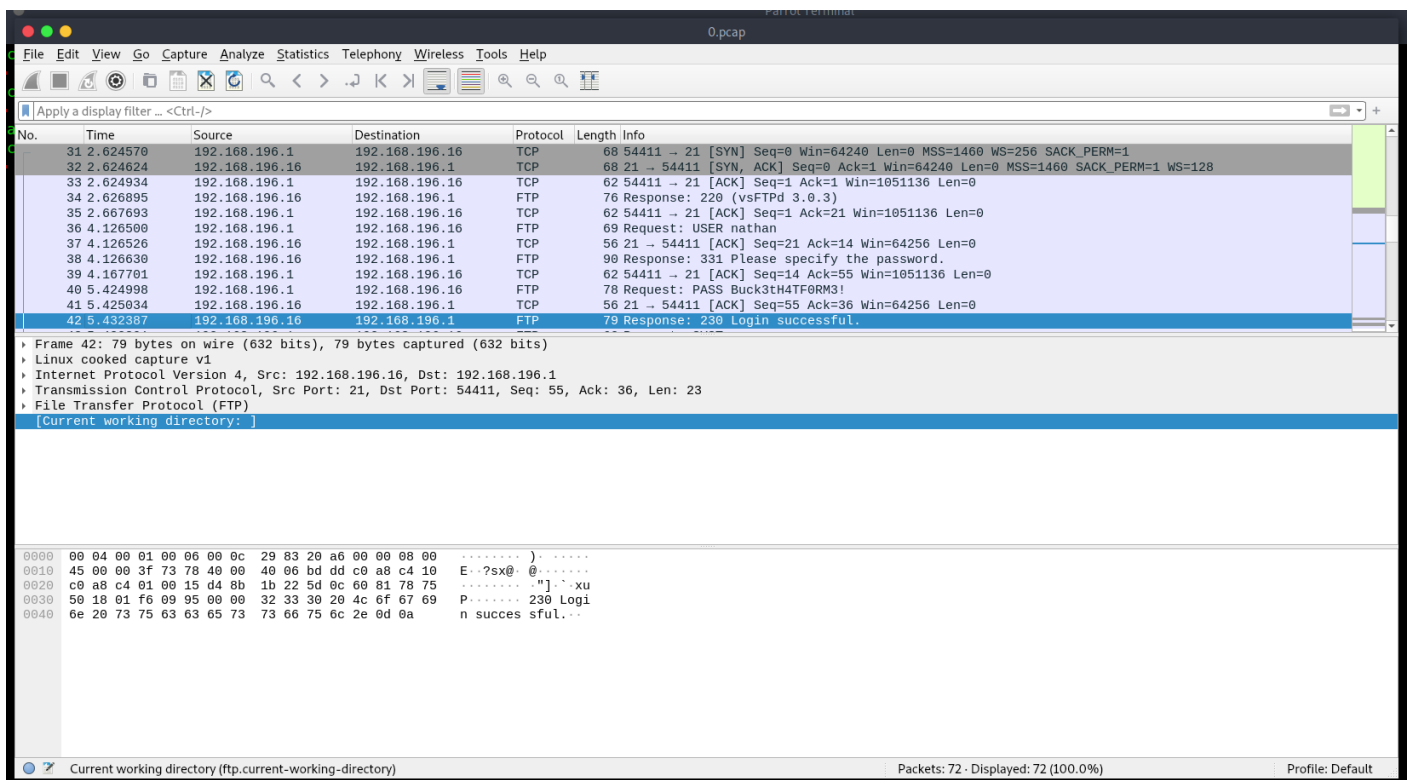 Parrot Terminal
0.pcap
File Edit View Go Capture Analyze Statistics Telephony Wireless Tools Help
Apply a display filter ... <Ctrl-/>
No. Time Source Destination Protocol Length Info
31 2.624570 192.168.196.1 192.168.196.16 TCP 68 54411 → 21 [SYN] Seq=0 Win=64240 Len=0 MSS=1460 WS=256 SACK_PERM=1
32 2.624624 192.168.196.16 192.168.196.1 TCP 68 21 → 54411 [SYN, ACK] Seq=0 Ack=1 Win=64240 Len=0 MSS=1460 SACK_PERM=1 WS=128
33 2.624934 192.168.196.1 192.168.196.16 TCP 62 54411 → 21 [ACK] Seq=1 Ack=1 Win=1051136 Len=0
34 2.626895 192.168.196.16 192.168.196.1 FTP 76 Response: 220 (vsFTPd 3.0.3)
35 2.667693 192.168.196.1 192.168.196.16 TCP 62 54411 → 21 [ACK] Seq=1 Ack=21 Win=1051136 Len=0
36 4.126500 192.168.196.1 192.168.196.16 FTP 69 Request: USER nathan
37 4.126526 192.168.196.16 192.168.196.1 TCP 56 21 → 54411 [ACK] Seq=21 Ack=14 Win=64256 Len=0
38 4.126630 192.168.196.16 192.168.196.1 FTP 90 Response: 331 Please specify the password.
39 4.167701 192.168.196.1 192.168.196.16 TCP 62 54411 → 21 [ACK] Seq=14 Ack=55 Win=1051136 Len=0
40 5.424998 192.168.196.1 192.168.196.16 FTP 78 Request: PASS Buck3tH4TF0RM3!
41 5.425034 192.168.196.16 192.168.196.1 TCP 56 21 → 54411 [ACK] Seq=55 Ack=36 Win=64256 Len=0
42 5.432387 192.168.196.16 192.168.196.1 FTP 79 Response: 230 Login successful.
Frame 42: 79 bytes on wire (632 bits), 79 bytes captured (632 bits)
Linux cooked capture v1
Internet Protocol Version 4, Src: 192.168.196.16, Dst: 192.168.196.1
Transmission Control Protocol, Src Port: 21, Dst Port: 54411, Seq: 55, Ack: 36, Len: 23
File Transfer Protocol (FTP)
[Current working directory: ]
0000 00 04 00 01 00 06 00 0c 29 83 20 a6 00 00 08 00 ········ )· ·····
0010 45 00 00 3f 73 78 40 00 40 06 bd dd c0 a8 c4 10 E··?sx@· @·······
0020 c0 a8 c4 01 00 15 d4 8b 1b 22 5d 0c 60 81 78 75 ········ ·"]·`·xu
0030 50 18 01 f6 09 95 00 00 32 33 30 20 4c 6f 67 69 P······· 230 Logi
0040 6e 20 73 75 63 63 65 73 73 66 75 6c 2e 0d 0a n succes sful.··
Current working directory (ftp.current-working-directory) Packets: 72 · Displayed: 72 (100.0%) Profile: Default